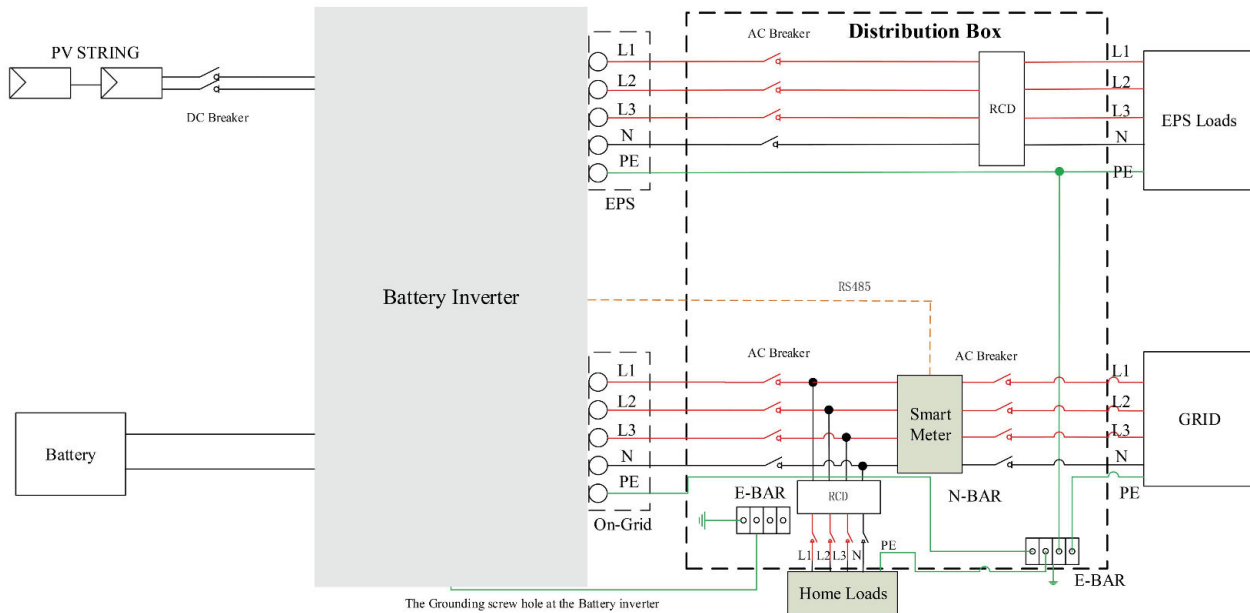 PV STRING
DC Breaker
Battery Inverter
Battery
L1
L2
L3
N
PE
EPS
AC Breaker
Distribution Box
RCD
L1
L2
L3
N
PE
EPS Loads
RS485
L1
L2
L3
N
PE
On-Grid
AC Breaker
AC Breaker
Smart
Meter
L1
L2
L3
N
PE
GRID
E-BAR
RCD
N-BAR
L1
L2
L3
N
PE
E-BAR
Home Loads
The Grounding screw hole at the Battery inverter